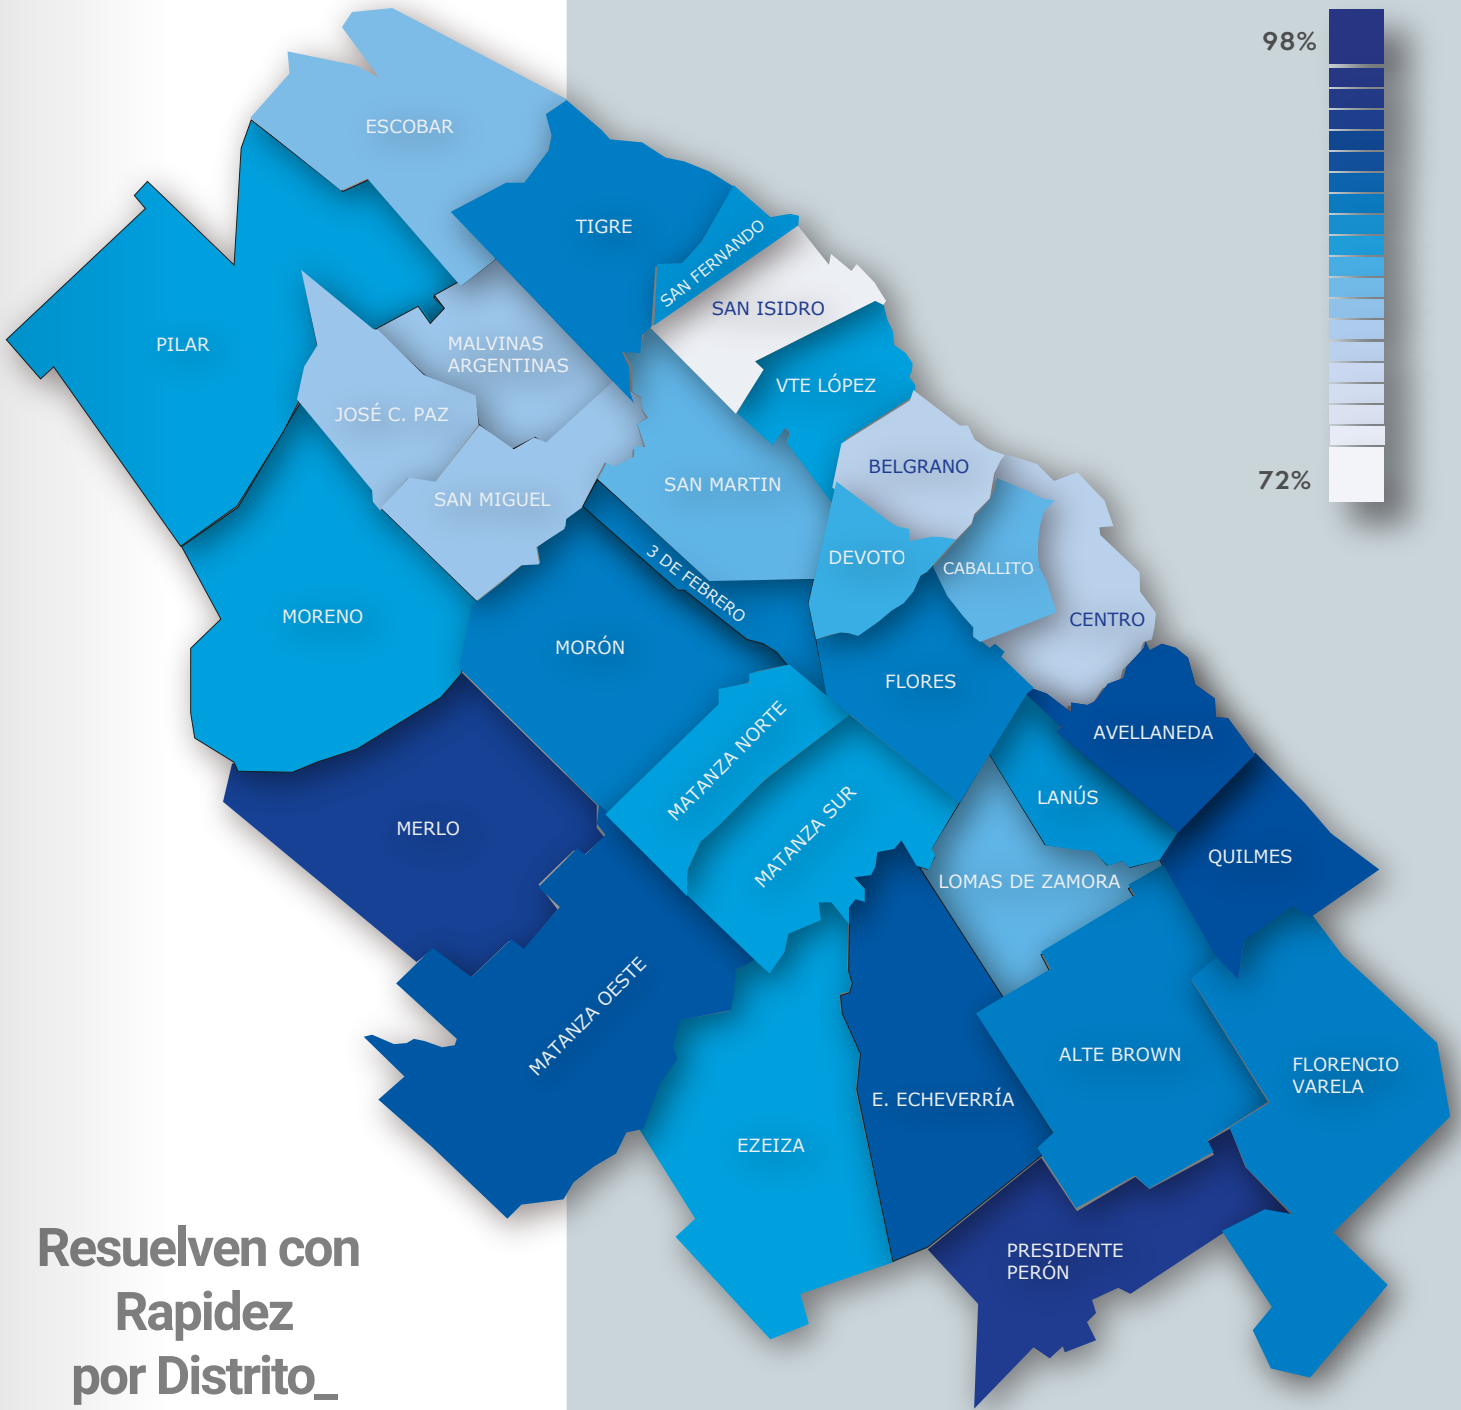 98%
ESCOBAR
TIGRE
SAN FERNANDO
SAN ISIDRO
PILAR
MALVINAS
ARGENTINAS
VTE LÓPEZ
JOSÉ C. PAZ
BELGRANO
72%
SAN MARTIN
SAN MIGUEL
DEVOTO
CABALLITO
3 DE FEBRERO
MORENO
CENTRO
MORÓN
FLORES
AVELLANEDA
MATANZA NORTE
LANÚS
MERLO
MATANZA SUR
QUILMES
LOMAS DE ZAMORA
MATANZA OESTE
ALTE BROWN
FLORENCIO
VARELA
E. ECHEVERRÍA
EZEIZA
PRESIDENTE
PERÓN
Resuelven con
Rapidez
por Distrito_